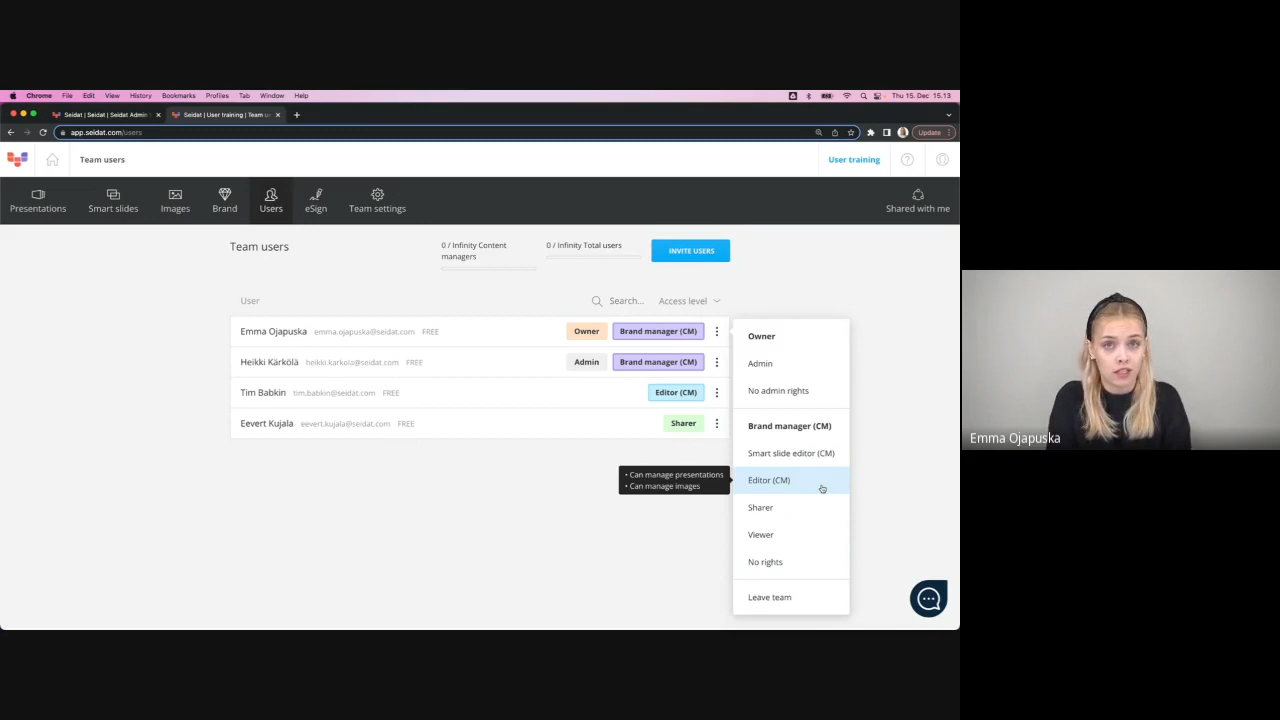 Chrome File Edit View History Bookmarks Profiles Tab Window Help Thu 15. Dec 15.13
Seidat | Seidat | Seidat Admin Seidat | User training | Team u
app.seidat.com/users Update
Team users User training
Presentations Smart slides Images Brand Users eSign Team settings Shared with me
Team users
0 / Infinity Content managers
0 / Infinity Total users
INVITE USERS
User Search... Access level
Emma Ojapuska emma.ojapuska@seidat.com FREE Owner Brand manager (CM)
Heikki Kärkölä heikki.karkola@seidat.com FREE Admin Brand manager (CM)
Tim Babkin tim.babkin@seidat.com FREE Editor (CM)
Eevert Kujala eevert.kujala@seidat.com FREE Sharer
Owner
Admin
No admin rights
Brand manager (CM)
Smart slide editor (CM)
• Can manage presentations
• Can manage images
Editor (CM)
Sharer
Viewer
No rights
Leave team
Emma Ojapuska